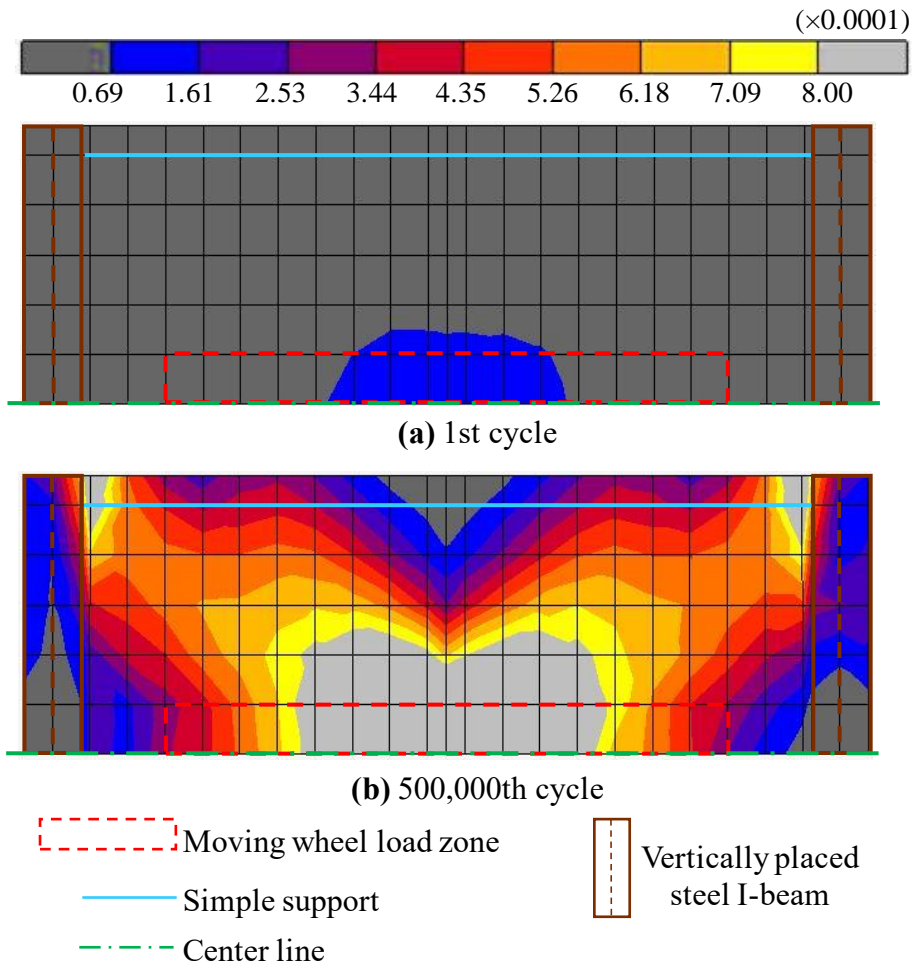 (×0.0001)
0.69 1.61 2.53 3.44 4.35 5.26 6.18 7.09 8.00
(a) 1st cycle
(b) 500,000th cycle
Moving wheel load zone
Simple support
Center line
Vertically placed
steel I-beam